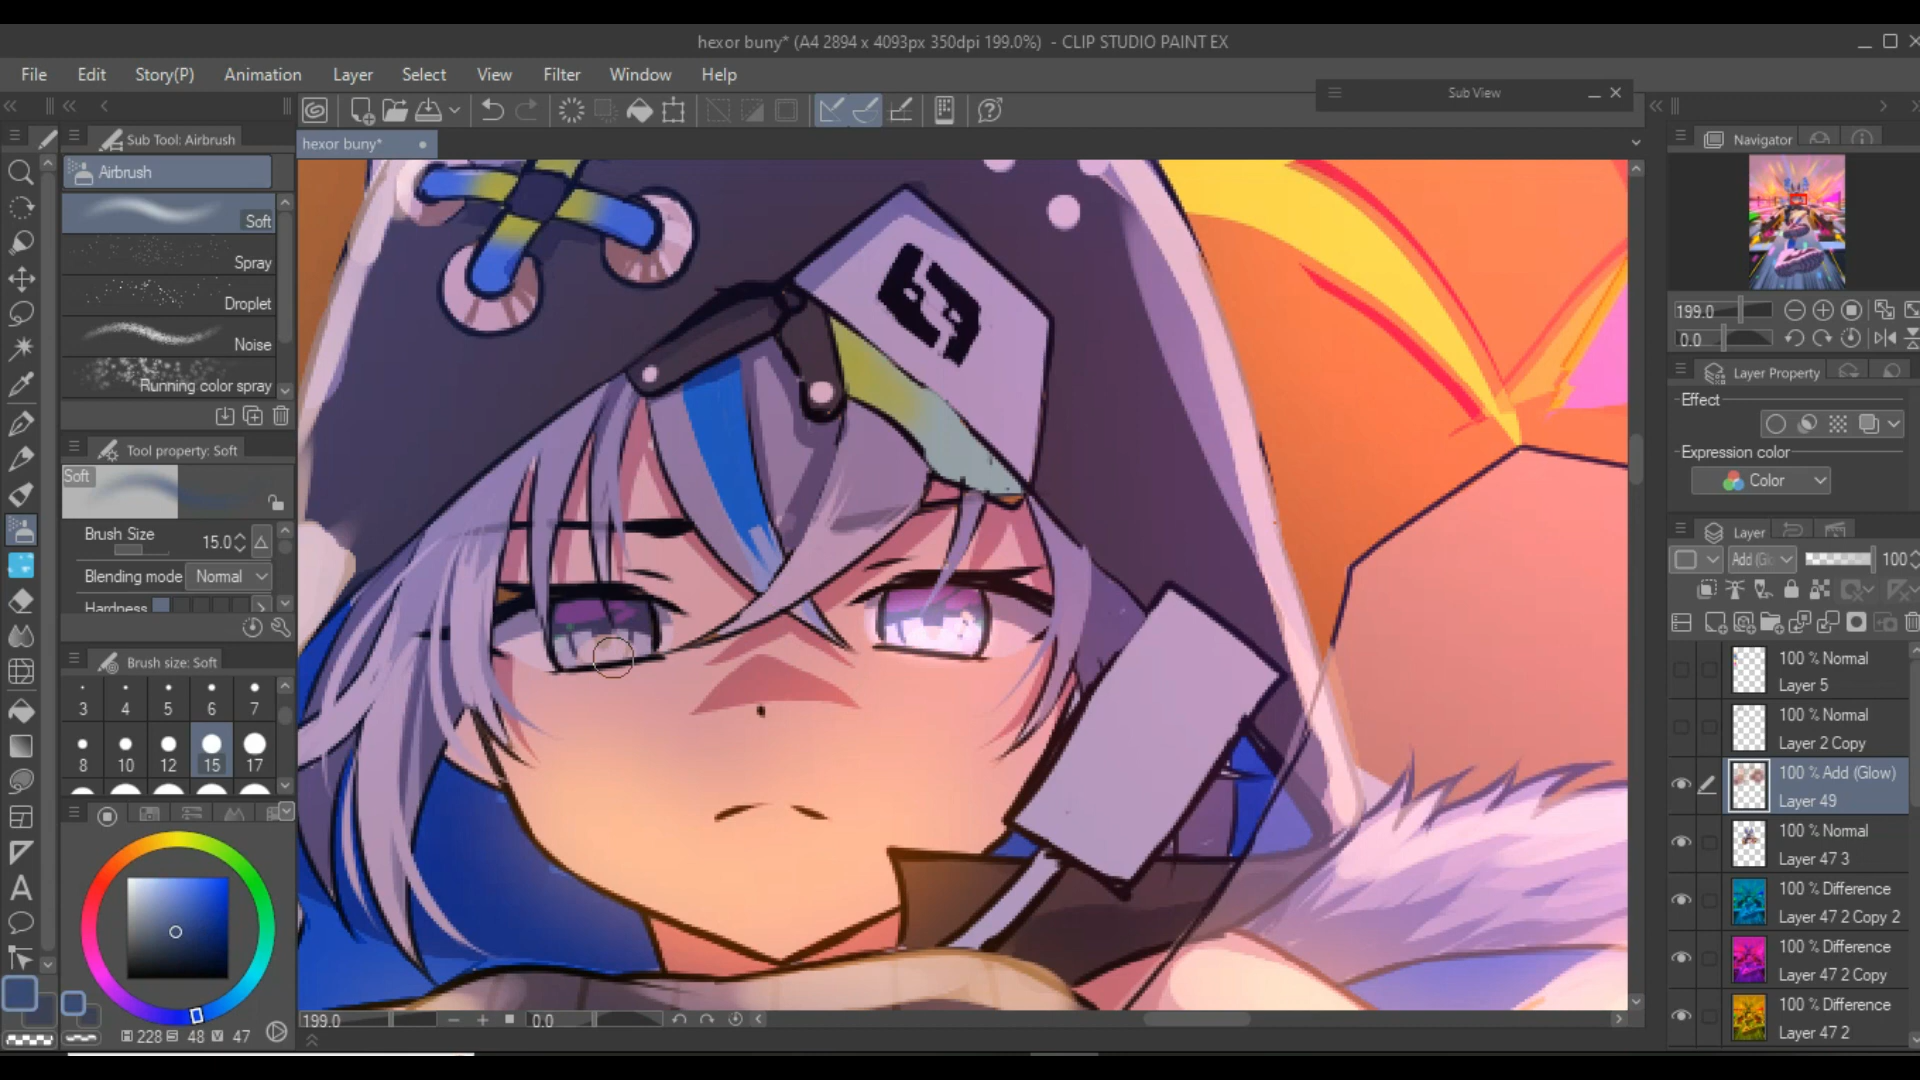 hexor buny* (A4 2894 x 4093px 350dpi 199.0%) - CLIP STUDIO PAINT EX
File Edit Story(P) Animation Layer Select View Filter Window Help
Sub View
Sub Tool: Airbrush
hexor buny*
Navigator
Airbrush
Soft
Spray
Droplet
Noise
Running color spray
199.0
0.0
Layer Property
Effect
Expression color
Color
Tool property: Soft
Soft
Brush Size 15.0
Blending mode Normal
Hardness
Layer
100
100 % Normal
Layer 5
100 % Normal
Layer 2 Copy
100 % Add (Glow)
Layer 49
100 % Normal
Layer 47 3
100 % Difference
Layer 47 2 Copy 2
100 % Difference
Layer 47 2 Copy
100 % Difference
Layer 47 2
Brush size: Soft
3 4 5 6 7
8 10 12 15 17
228 48 47
199.0 0.0